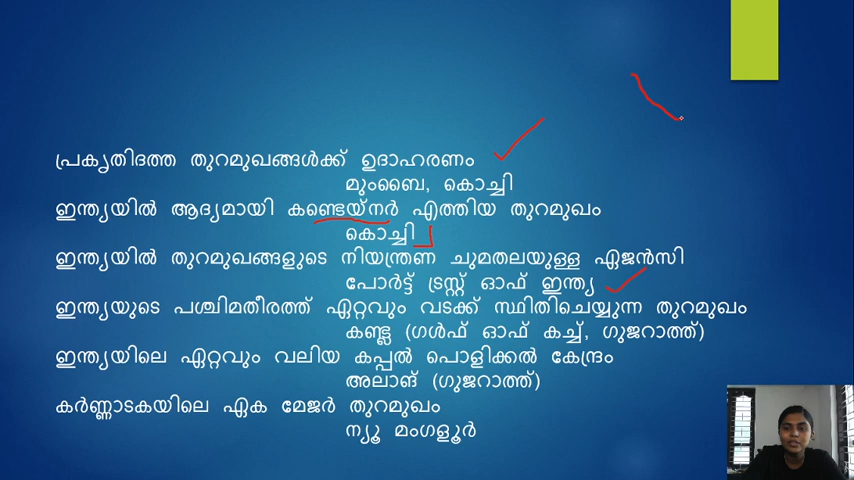 പ്രകൃതിദത്ത തുറമുഖങ്ങൾക്ക് ഉദാഹരണം
മുംബൈ, കൊച്ചി
ഇന്ത്യയിൽ ആദ്യമായി കണ്ടെയ്നർ എത്തിയ തുറമുഖം
കൊച്ചി
ഇന്ത്യയിൽ തുറമുഖങ്ങളുടെ നിയന്ത്രണ ചുമതലയുള്ള ഏജൻസി
പോർട്ട് ട്രസ്റ്റ് ഓഫ് ഇന്ത്യ
ഇന്ത്യയുടെ പശ്ചിമതീരത്ത് ഏറ്റവും വടക്ക് സ്ഥിതിചെയ്യുന്ന തുറമുഖം
കണ്ട്ല (ഗൾഫ് ഓഫ് കച്ച്, ഗുജറാത്ത്)
ഇന്ത്യയിലെ ഏറ്റവും വലിയ കപ്പൽ പൊളിക്കൽ കേന്ദ്രം
അലാങ് (ഗുജറാത്ത്)
കർണ്ണാടകയിലെ ഏക മേജർ തുറമുഖം
ന്യൂ മംഗളൂർ